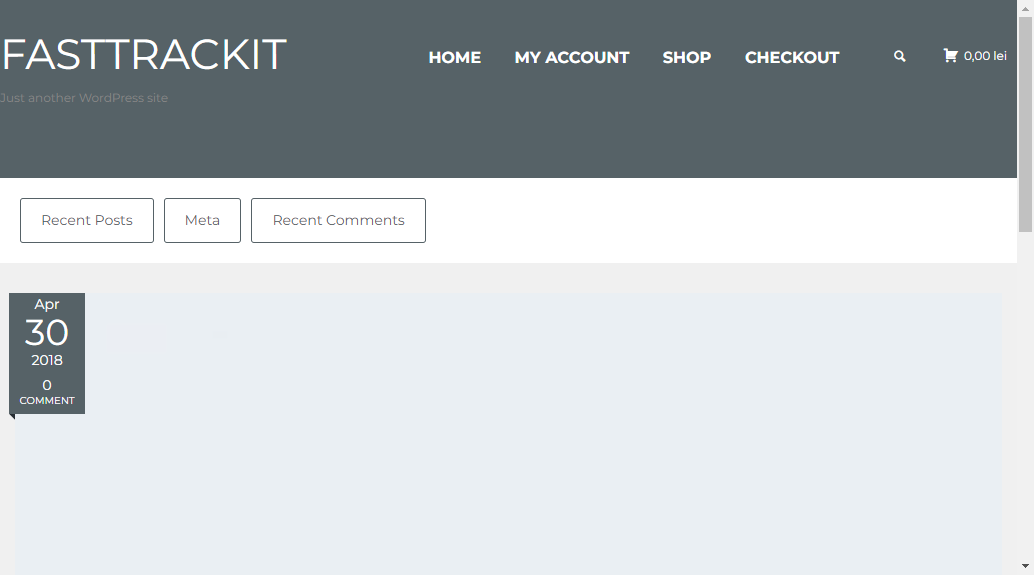 FASTTRACKIT
Just another WordPress site
HOME MY ACCOUNT SHOP CHECKOUT 0,00 lei
Recent Posts Meta Recent Comments
Apr
30
2018
0
COMMENT